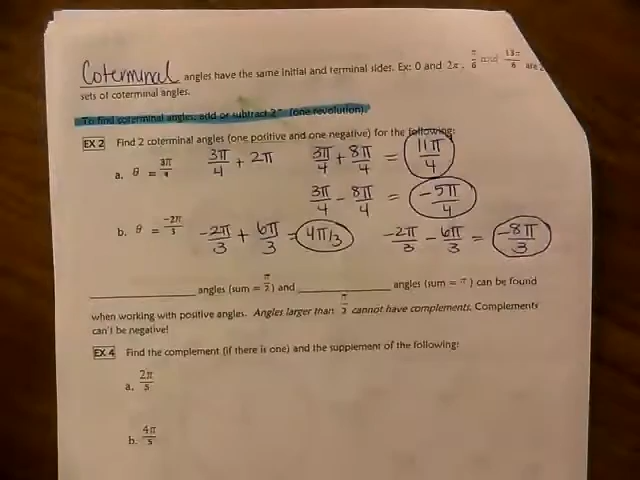 Coterminal angles have the same initial and terminal sides. Ex: 0 and 2π, π/6 and 13π/6 are 2
sets of coterminal angles.
To find coterminal angles, add or subtract 2π (one revolution).
EX 2 Find 2 coterminal angles (one positive and one negative) for the following:
a. θ = 3π/4 3π/4 + 2π 3π/4 + 8π/4 = 11π/4
3π/4 - 8π/4 = -5π/4
b. θ = -2π/3 -2π/3 + 6π/3 = 4π/3 -2π/3 - 6π/3 = -8π/3
____ angles (sum = π/2) and ____ angles (sum = π) can be found
when working with positive angles. Angles larger than π/2 cannot have complements. Complements
can't be negative!
EX 4 Find the complement (if there is one) and the supplement of the following:
a. 2π/5
b. 4π/5